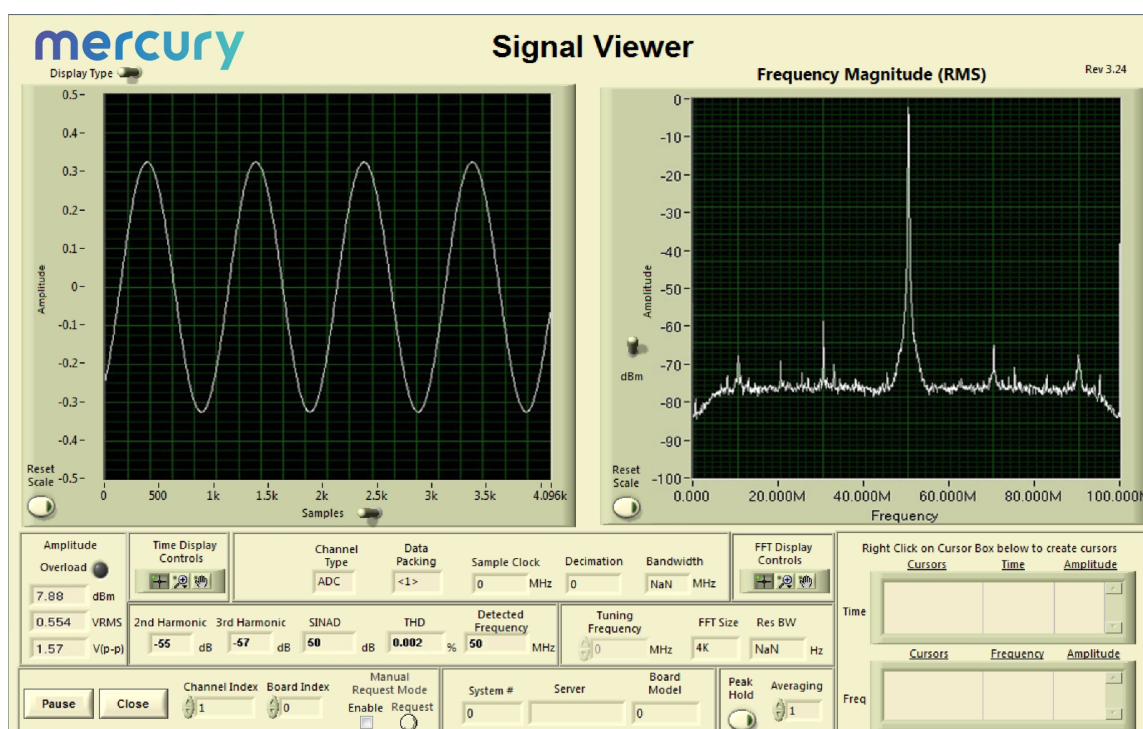 mercury
Signal Viewer
Display Type
Frequency Magnitude (RMS)
Rev 3.24
0.5
0.4
0.3
0.2
0.1
0
-0.1
-0.2
-0.3
-0.4
-0.5
Amplitude
0 500 1k 1.5k 2k 2.5k 3k 3.5k 4.096k
Samples
Reset
Scale
0
-10
-20
-30
-40
-50
-60
-70
-80
-90
-100
Amplitude
dBm
Reset
Scale
0.000 20.000M 40.000M 60.000M 80.000M 100.000M
Frequency
Amplitude
Overload
7.88 dBm
0.554 VRMS
1.57 V(p-p)
Time Display
Controls
Channel
Type
ADC
Data
Packing
<1>
Sample Clock
0 MHz
Decimation
0
Bandwidth
NaN MHz
FFT Display
Controls
2nd Harmonic
-55 dB
3rd Harmonic
-57 dB
SINAD
50 dB
THD
0.002 %
Detected
Frequency
50 MHz
Tuning
Frequency
0 MHz
FFT Size
4K
Res BW
NaN Hz
Pause
Close
Channel Index
1
Board Index
0
Manual
Request Mode
Enable Request
System #
0
Server
Board
Model
0
Peak
Hold
Averaging
1
Right Click on Cursor Box below to create cursors
Cursors Time Amplitude
Time
Cursors Frequency Amplitude
Freq